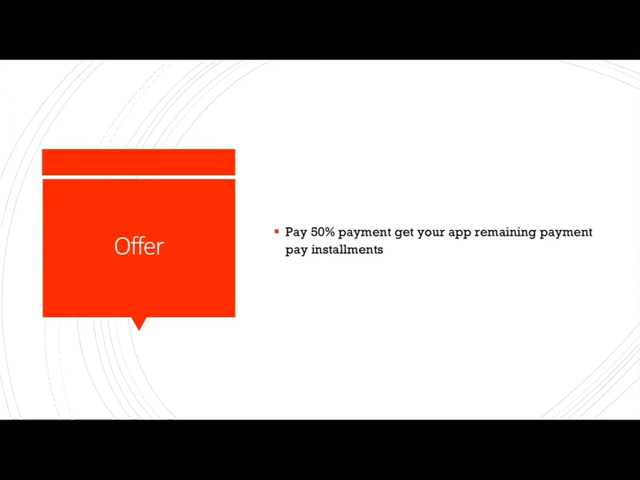 Offer
Pay 50% payment get your app remaining payment
pay installments